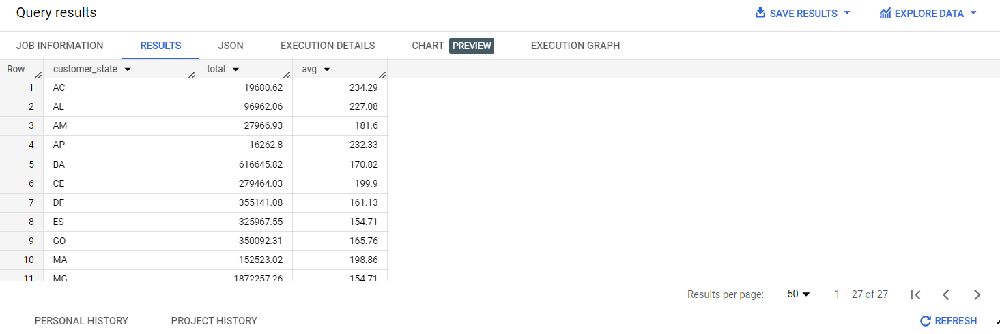 Query results SAVE RESULTS EXPLORE DATA
JOB INFORMATION RESULTS JSON EXECUTION DETAILS CHART PREVIEW EXECUTION GRAPH
Row customer_state total avg
1 AC 19680.62 234.29
2 AL 96962.06 227.08
3 AM 27966.93 181.6
4 AP 16262.8 232.33
5 BA 616645.82 170.82
6 CE 279464.03 199.9
7 DF 355141.08 161.13
8 ES 325967.55 154.71
9 GO 350092.31 165.76
10 MA 152523.02 198.86
11 MG 1872257.26 154.71
Results per page: 50 1 – 27 of 27
PERSONAL HISTORY PROJECT HISTORY REFRESH